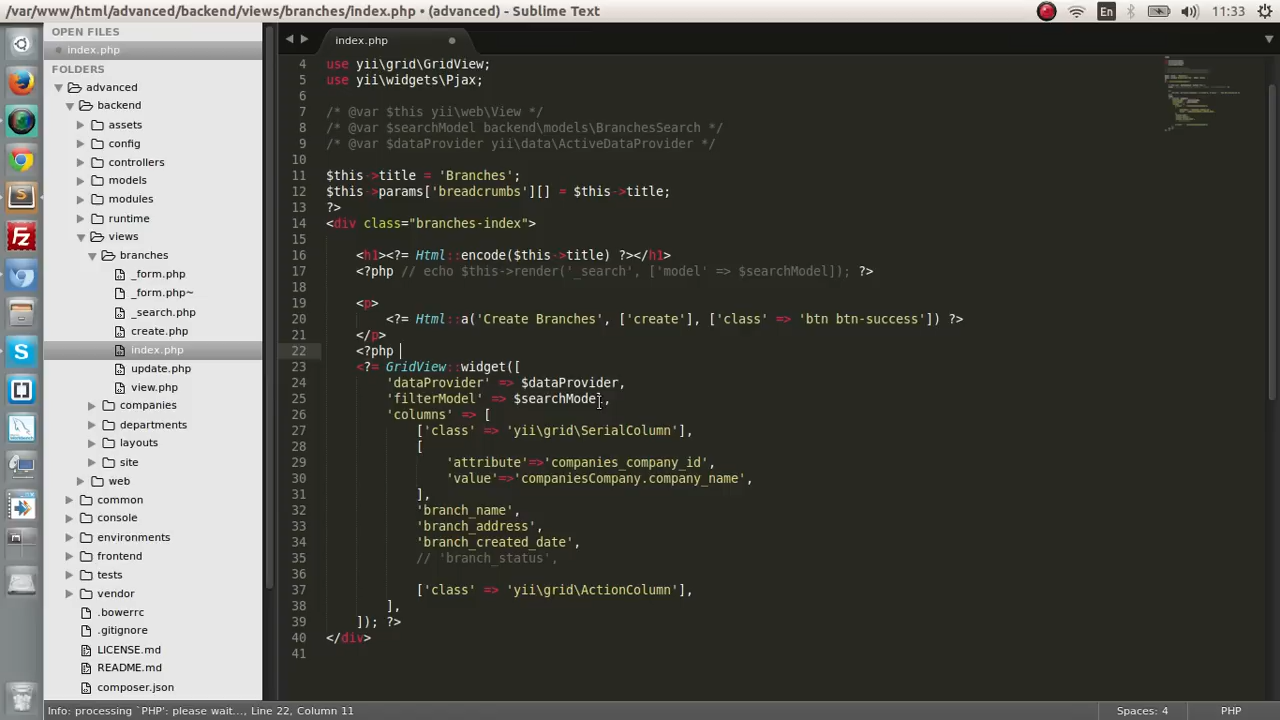 /var/www/html/advanced/backend/views/branches/index.php • (advanced) - Sublime Text
En
11:33
OPEN FILES
index.php
FOLDERS
advanced
backend
assets
config
controllers
models
modules
runtime
views
branches
_form.php
_form.php~
_search.php
create.php
index.php
update.php
view.php
companies
departments
layouts
site
web
common
console
environments
frontend
tests
vendor
.bowerrc
.gitignore
LICENSE.md
README.md
composer.json
index.php
4 use yii\grid\GridView;
5 use yii\widgets\Pjax;
6
7 /* @var $this yii\web\View */
8 /* @var $searchModel backend\models\BranchesSearch */
9 /* @var $dataProvider yii\data\ActiveDataProvider */
10
11 $this->title = 'Branches';
12 $this->params['breadcrumbs'][] = $this->title;
13 ?>
14 <div class="branches-index">
15
16 <h1><?= Html::encode($this->title) ?></h1>
17 <?php // echo $this->render('_search', ['model' => $searchModel]); ?>
18
19 <p>
20 <?= Html::a('Create Branches', ['create'], ['class' => 'btn btn-success']) ?>
21 </p>
22 <?php
23 <?= GridView::widget([
24 'dataProvider' => $dataProvider,
25 'filterModel' => $searchModel,
26 'columns' => [
27 ['class' => 'yii\grid\SerialColumn'],
28 [
29 'attribute'=>'companies_company_id',
30 'value'=>'companiesCompany.company_name',
31 ],
32 'branch_name',
33 'branch_address',
34 'branch_created_date',
35 // 'branch_status',
36
37 ['class' => 'yii\grid\ActionColumn'],
38 ],
39 ]); ?>
40 </div>
41
Info: processing `PHP': please wait..., Line 22, Column 11
Spaces: 4
PHP